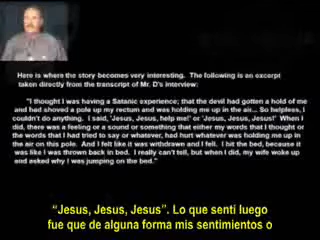 Here is where the story becomes very interesting. The following is an excerpt
taken directly from the transcript of Mr. D's interview:
"I thought I was having a Satanic experience; that the devil had gotten a hold of me
and had shoved a pole up my rectum and was holding me up in the air... So helpless, I
couldn't do anything. I said, 'Jesus, Jesus, help me!' or 'Jesus, Jesus, Jesus!' When I
did, there was a feeling or a sound or something that either my words that I thought or
the words that I had tried to say or whatever, had hurt whatever was holding me up in
the air on this pole. And I felt like it was withdrawn and I fell. I hit the bed, because it
was like I was thrown back in bed. I really can't tell, but when I did, my wife woke up
and asked why I was jumping on the bed."
"Jesus, Jesus, Jesus". Lo que sentí luego
fue que de alguna forma mis sentimientos o